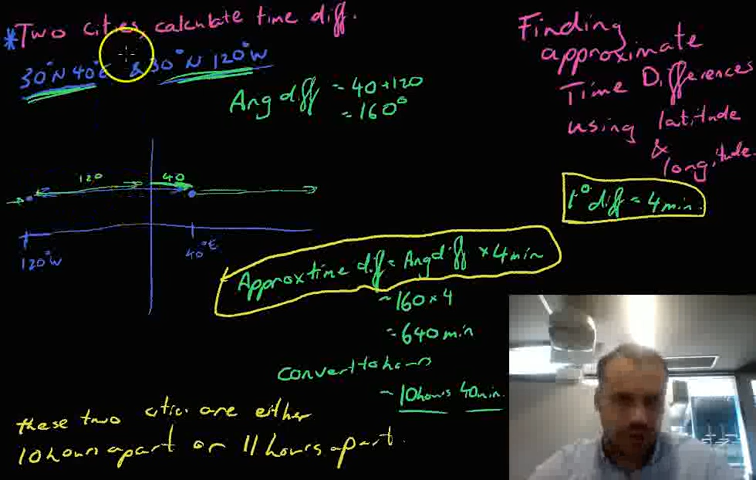 *Two cities, calculate time diff.
30°N 40°E & 30°N 120°W
Ang diff = 40+120
= 160°
Finding
approximate
Time Differences
using latitude
&
longitude.
1° diff = 4 min.
120
40
120°W
40°E
Approx time diff = Ang diff × 4 min
~ 160 × 4
= 640 min
convert to hours
~ 10 hours 40 min.
these two cities are either
10 hours apart or 11 hours apart.